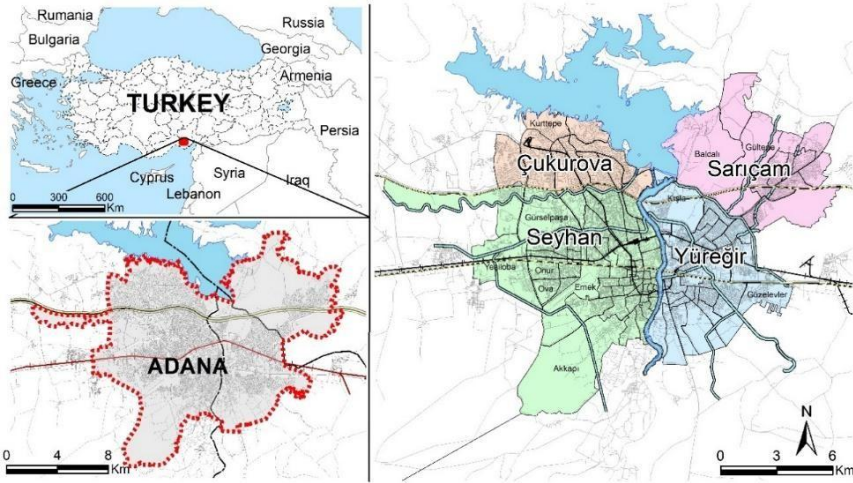 Rumania
Russia
Bulgaria
Georgia
Greece
Armenia
TURKEY
Persia
Cyprus
Syria
Iraq
Lebanon
0 300 600
Km
ADANA
0 4 8
Km
Kurttepe
Çukurova
Balcalı
Gültepe
Sarıçam
Kışla
Gürselpaşa
Seyhan
Yüreğir
Yeşiloba
Onur
Ova
Emek
Güzelevler
Akkapı
N
0 3 6
Km